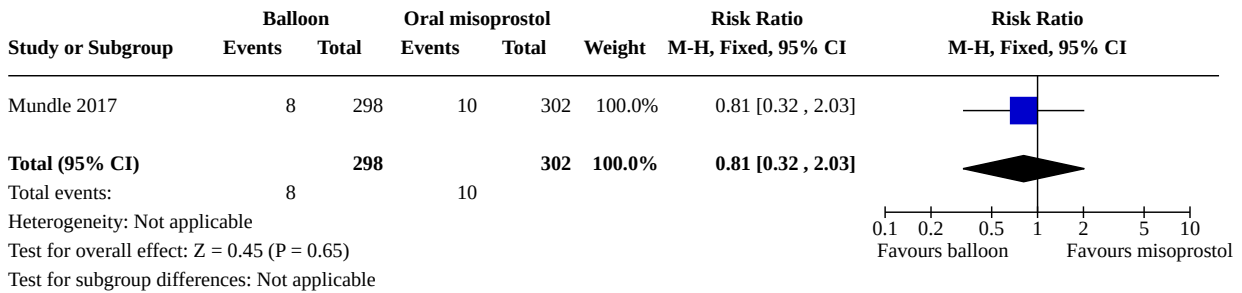 Balloon Oral misoprostol Risk Ratio Risk Ratio
Study or Subgroup Events Total Events Total Weight M-H, Fixed, 95% CI M-H, Fixed, 95% CI
Mundle 2017 8 298 10 302 100.0% 0.81 [0.32 , 2.03]
Total (95% CI) 298 302 100.0% 0.81 [0.32 , 2.03]
Total events: 8 10
Heterogeneity: Not applicable
0.1 0.2 0.5 1 2 5 10
Test for overall effect: Z = 0.45 (P = 0.65)
Favours balloon Favours misoprostol
Test for subgroup differences: Not applicable